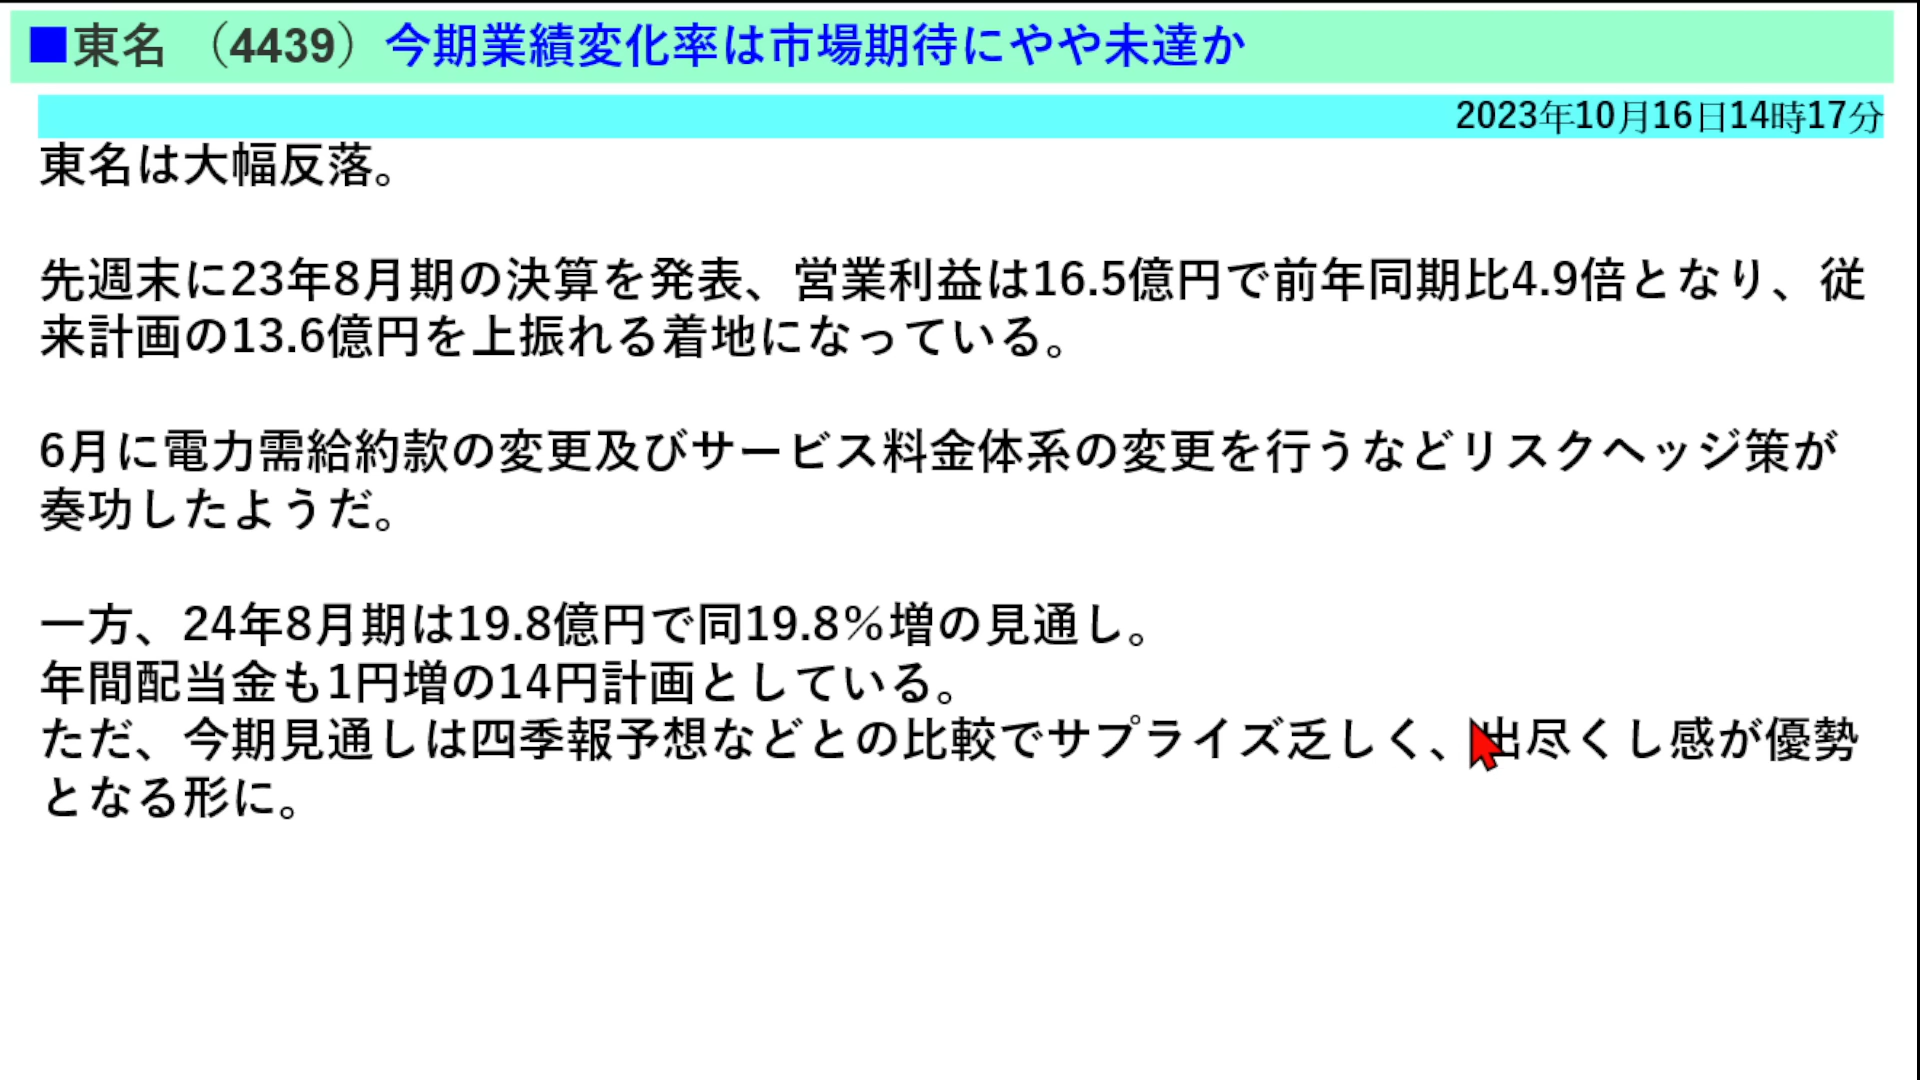 ■東名 （4439）今期業績変化率は市場期待にやや未達か
2023年10月16日14時17分
東名は大幅反落。
先週末に23年8月期の決算を発表、営業利益は16.5億円で前年同期比4.9倍となり、従
来計画の13.6億円を上振れる着地になっている。
6月に電力需給約款の変更及びサービス料金体系の変更を行うなどリスクヘッジ策が
奏功したようだ。
一方、24年8月期は19.8億円で同19.8％増の見通し。
年間配当金も1円増の14円計画としている。
ただ、今期見通しは四季報予想などとの比較でサプライズ乏しく、出尽くし感が優勢
となる形に。